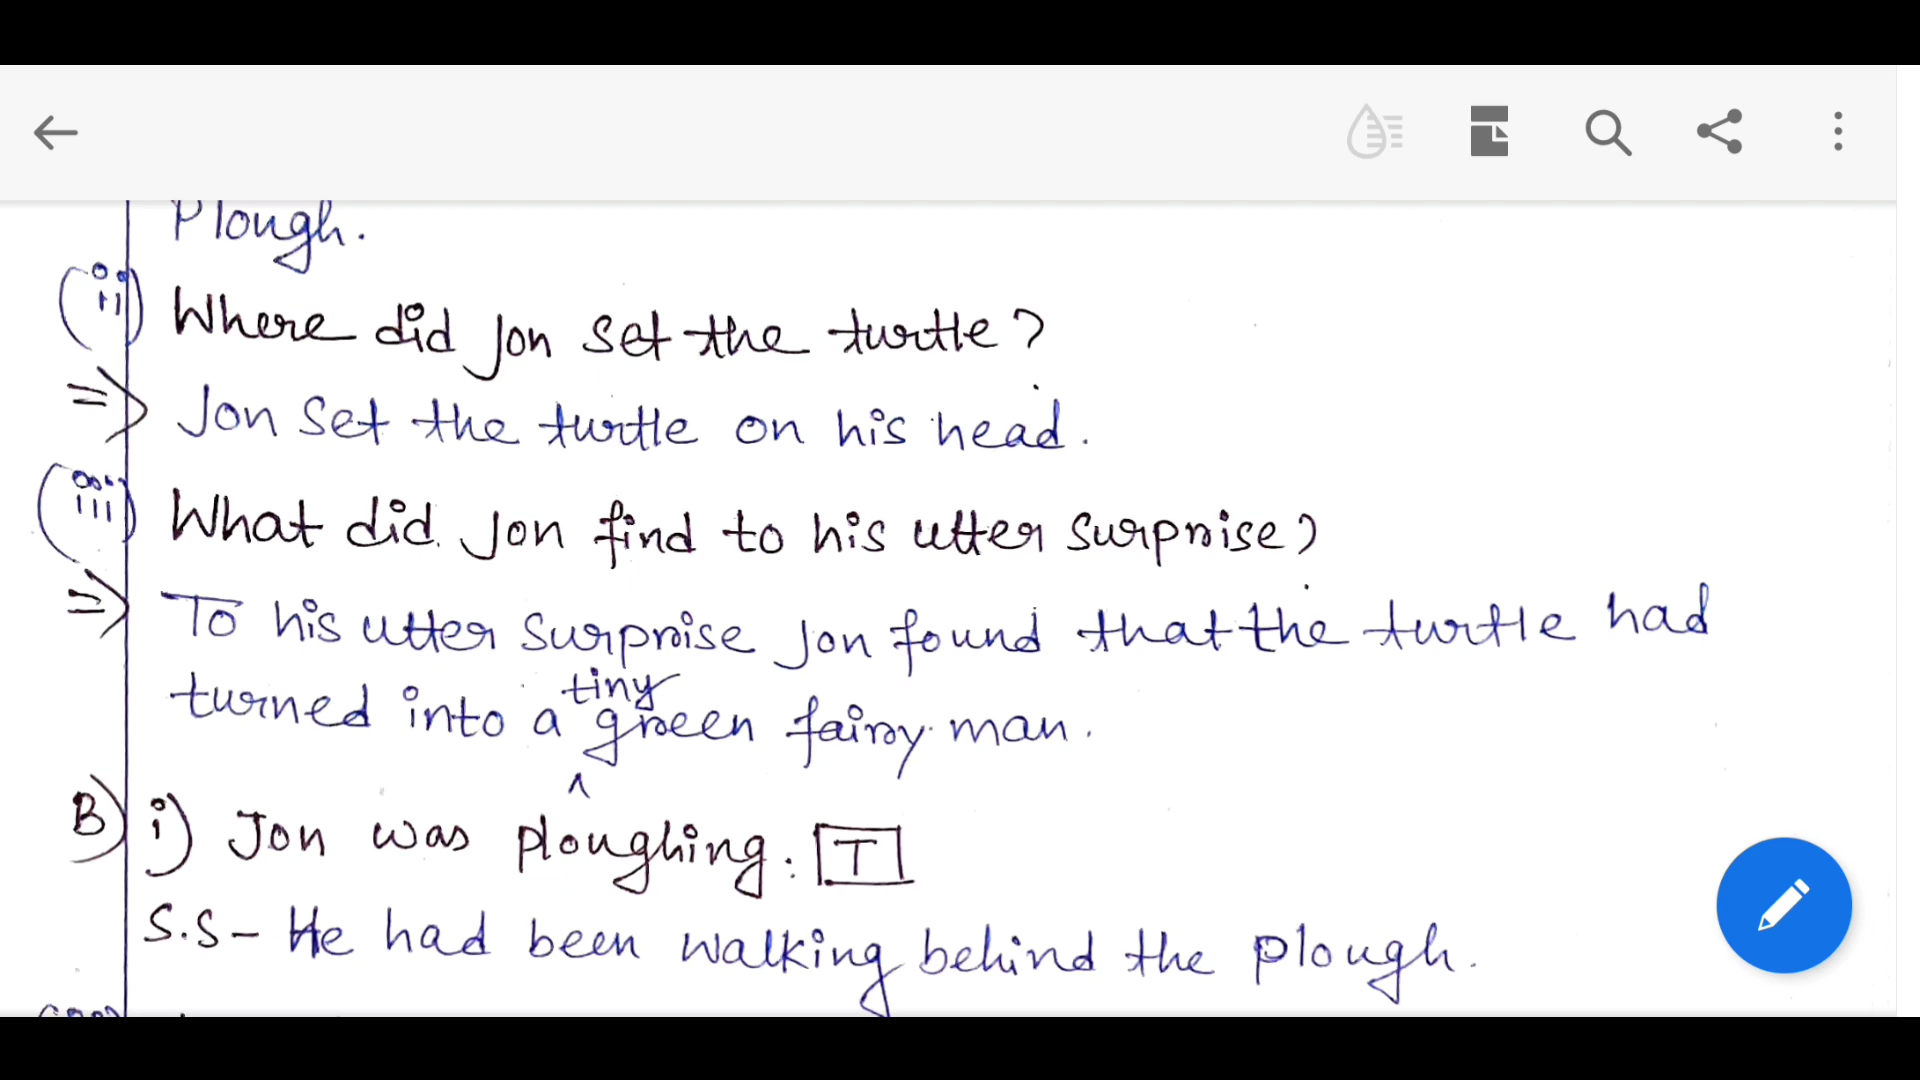 Plough.
(ii) Where did Jon set the turtle?
=> Jon set the turtle on his head.
(iii) What did Jon find to his utter surprise?
=> To his utter surprise Jon found that the turtle had
turned into a tiny green fairy man.
B) i) Jon was ploughing. [T]
S.S - He had been walking behind the plough.